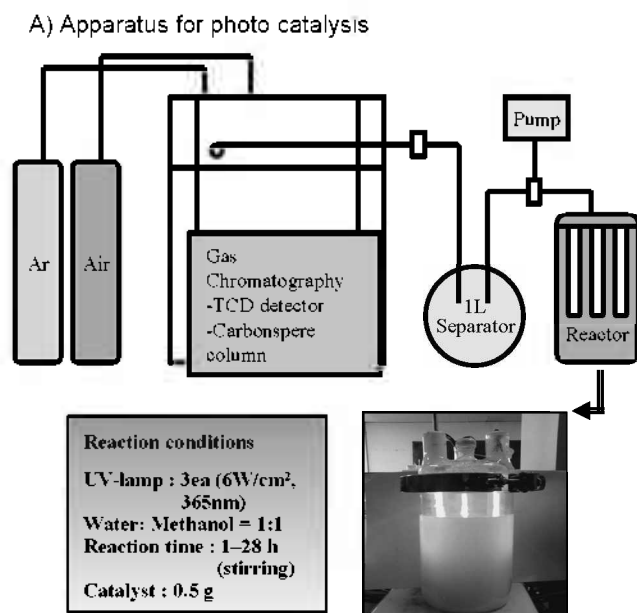 A) Apparatus for photo catalysis
Pump
Ar
Air
Gas
Chromatography
-TCD detector
-Carbonspere
column
1L
Separator
Reactor
Reaction conditions
UV-lamp : 3ea (6W/cm², 
365nm)
Water: Methanol = 1:1
Reaction time : 1–28 h
(stirring)
Catalyst : 0.5 g